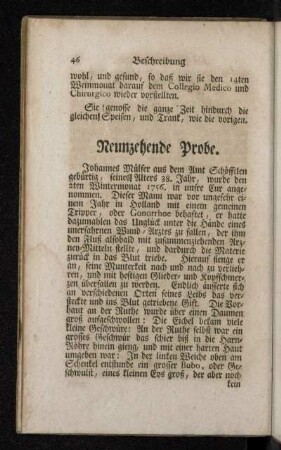 46 Beschreibung
wohl, und gesund, so daß wir sie den 14ten
Weinmonat darauf dem Collegio Medico und
Chirurgico wieder vorstellten.
Sie genosse die ganze Zeit hindurch die
gleichen Speisen, und Trank, wie die vorigen.
Neunzehende Probe.
Johannes Mülser aus dem Amt Schöfftlen
gebürtig, seines Alters 38. Jahr, wurde den
2ten Wintermonat 1756. in unsre Cur ange-
nommen. Dieser Mann war vor ungefehr ei-
nem Jahr in Holland mit einem gemeinen
Tripper, oder Gonorrhoe behaftet, er hatte
dazumahlen das Unglück unter die Hände eines
unerfahrnen Wund-Arztes zu fallen, der ihm
den Fluß alsobald mit zusammenziehenden Arz-
ney-Mitteln stellte, und dardurch die Materie
zurück in das Blut triebe. Hierauf fienge er
an, seine Munterkeit nach und nach zu verlieh-
ren, und mit heftigen Glieder- und Kopfschmer-
zen überfallen zu werden. Endlich äusserte sich
an verschiedenen Orten seines Leibs das ver-
steckte und ins Blut getriebene Gift. Die Vor-
haut an der Ruthe wurde über einen Daumen
groß aufgeschwollen: Die Eichel bekam viele
kleine Geschwüre: An der Ruthe selbst war ein
grosses Geschwür das schier biß in die Harn-
Röhre hinein gieng, und mit einer harten Haut
umgeben war: In der linken Weiche oben am
Schenkel entstunde ein grosser Bubo, oder Ge-
schwulst, eines kleinen Eys groß, der aber noch
kein